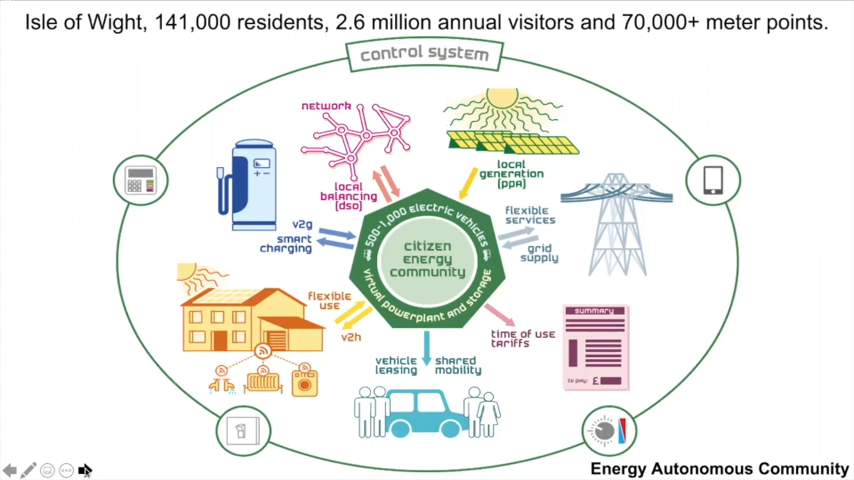 Isle of Wight, 141,000 residents, 2.6 million annual visitors and 70,000+ meter points.
control system
network
local
balancing
(dso)
local
generation
(ppa)
v2g
smart
charging
flexible
services
grid
supply
500-1,000 electric vehicles
citizen
energy
community
virtual powerplant and storage
flexible
use
v2h
vehicle
leasing
shared
mobility
time of use
tariffs
summary
to pay: £
Energy Autonomous Community